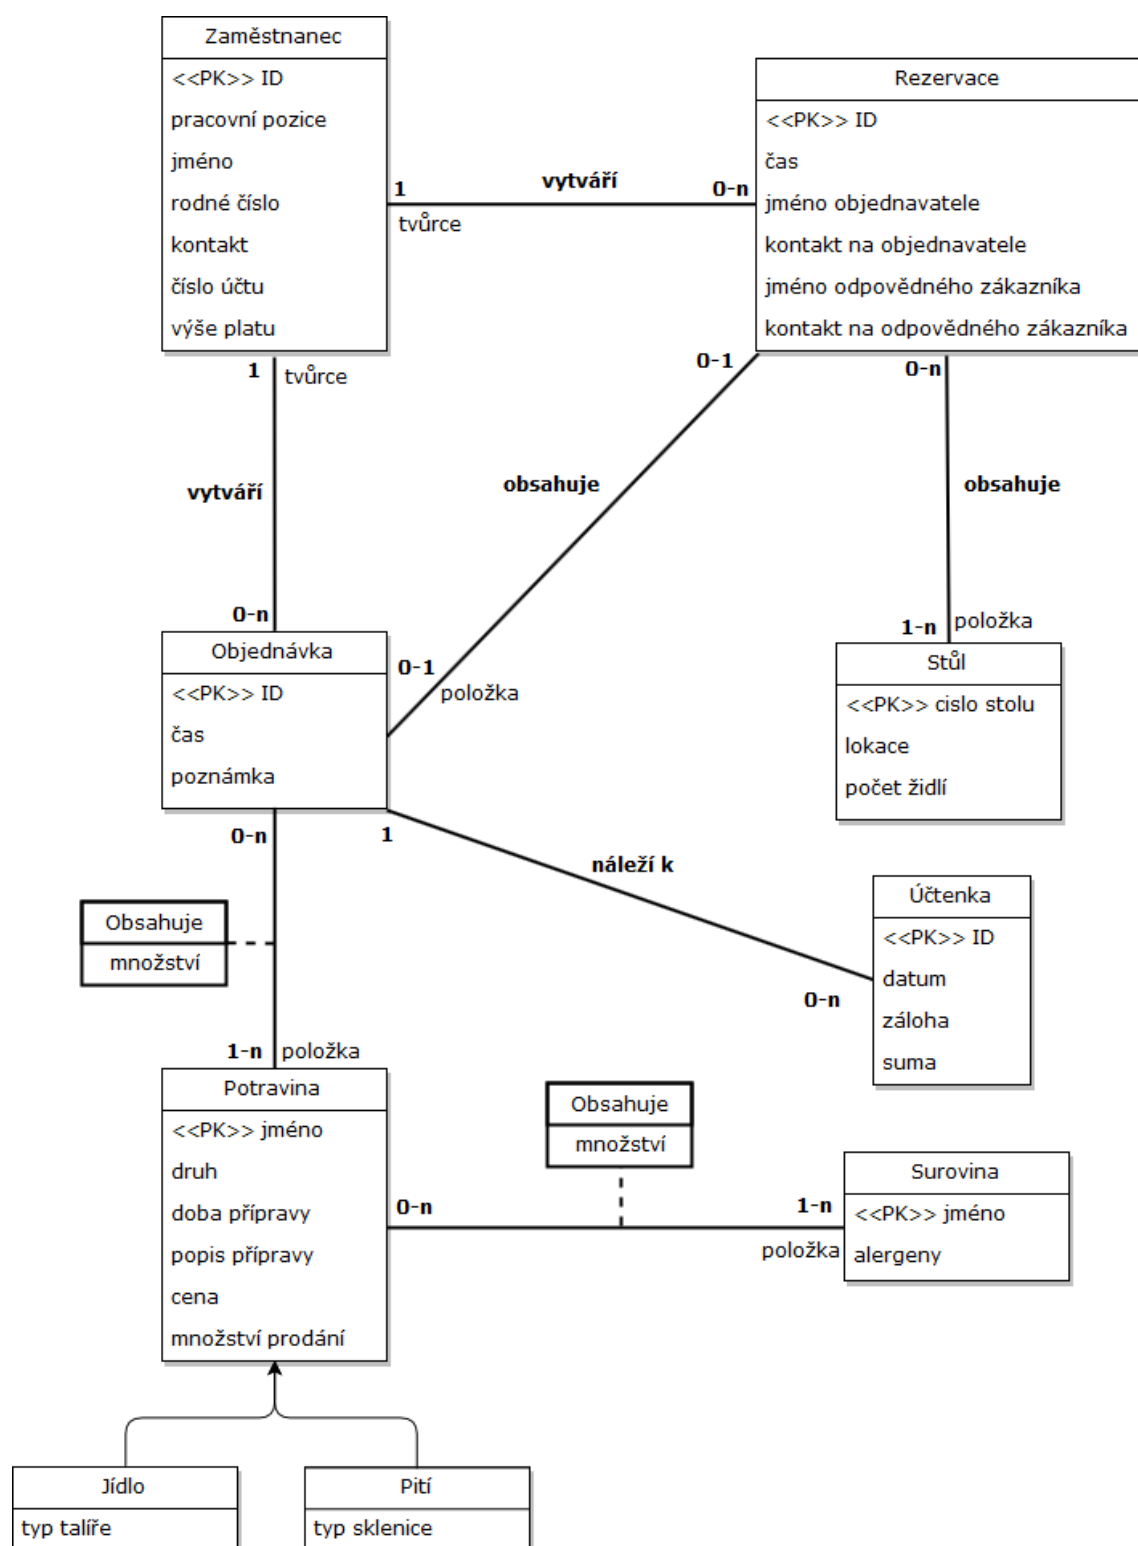 Zaměstnanec
<<PK>> ID
pracovní pozice
jméno
rodné číslo
kontakt
číslo účtu
výše platu
Rezervace
<<PK>> ID
čas
jméno objednavatele
kontakt na objednavatele
jméno odpovědného zákazníka
kontakt na odpovědného zákazníka
1
vytváří
0-n
tvůrce
1
tvůrce
vytváří
0-n
0-1
obsahuje
0-1
položka
0-n
obsahuje
1-n
položka
Objednávka
<<PK>> ID
čas
poznámka
Stůl
<<PK>> cislo stolu
lokace
počet židlí
0-n
1
náleží k
0-n
Účtenka
<<PK>> ID
datum
záloha
suma
Obsahuje
množství
1-n
položka
Potravina
<<PK>> jméno
druh
doba přípravy
popis přípravy
cena
množství prodání
Obsahuje
množství
0-n
1-n
položka
Surovina
<<PK>> jméno
alergeny
Jídlo
typ talíře
Pití
typ sklenice